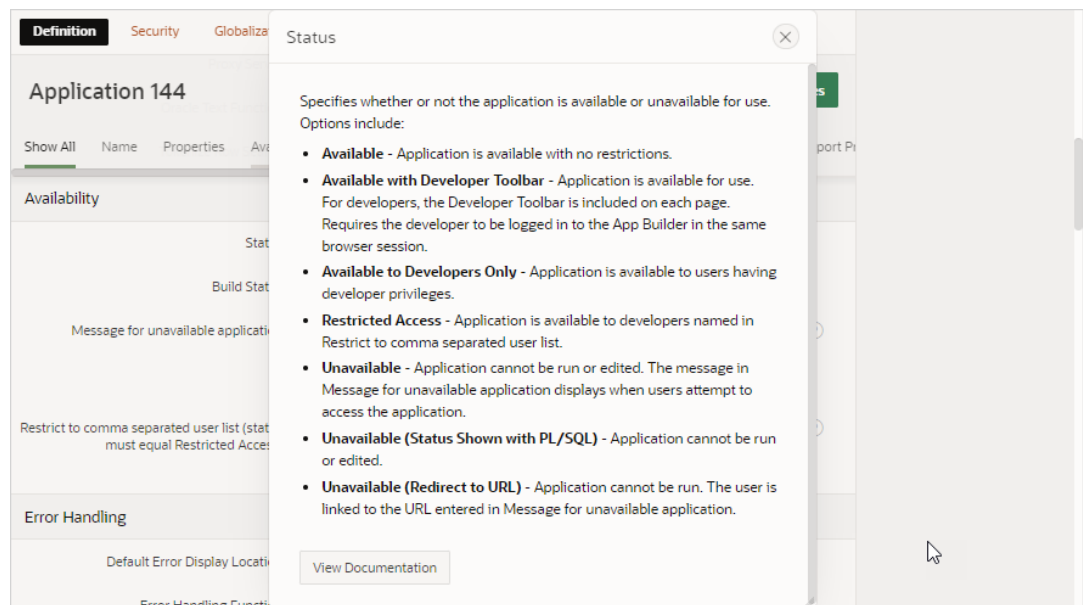 Definition Security Globaliza
Application 144
Show All Name Properties Ava
Availability
Stat
Build Stat
Message for unavailable applicatio
Restrict to comma separated user list (stat
must equal Restricted Acces
Error Handling
Default Error Display Locatio
Error Handling Functi
Status
Specifies whether or not the application is available or unavailable for use.
Options include:
• Available - Application is available with no restrictions.
• Available with Developer Toolbar - Application is available for use.
For developers, the Developer Toolbar is included on each page.
Requires the developer to be logged in to the App Builder in the same
browser session.
• Available to Developers Only - Application is available to users having
developer privileges.
• Restricted Access - Application is available to developers named in
Restrict to comma separated user list.
• Unavailable - Application cannot be run or edited. The message in
Message for unavailable application displays when users attempt to
access the application.
• Unavailable (Status Shown with PL/SQL) - Application cannot be run
or edited.
• Unavailable (Redirect to URL) - Application cannot be run. The user is
linked to the URL entered in Message for unavailable application.
View Documentation
es
port Pr